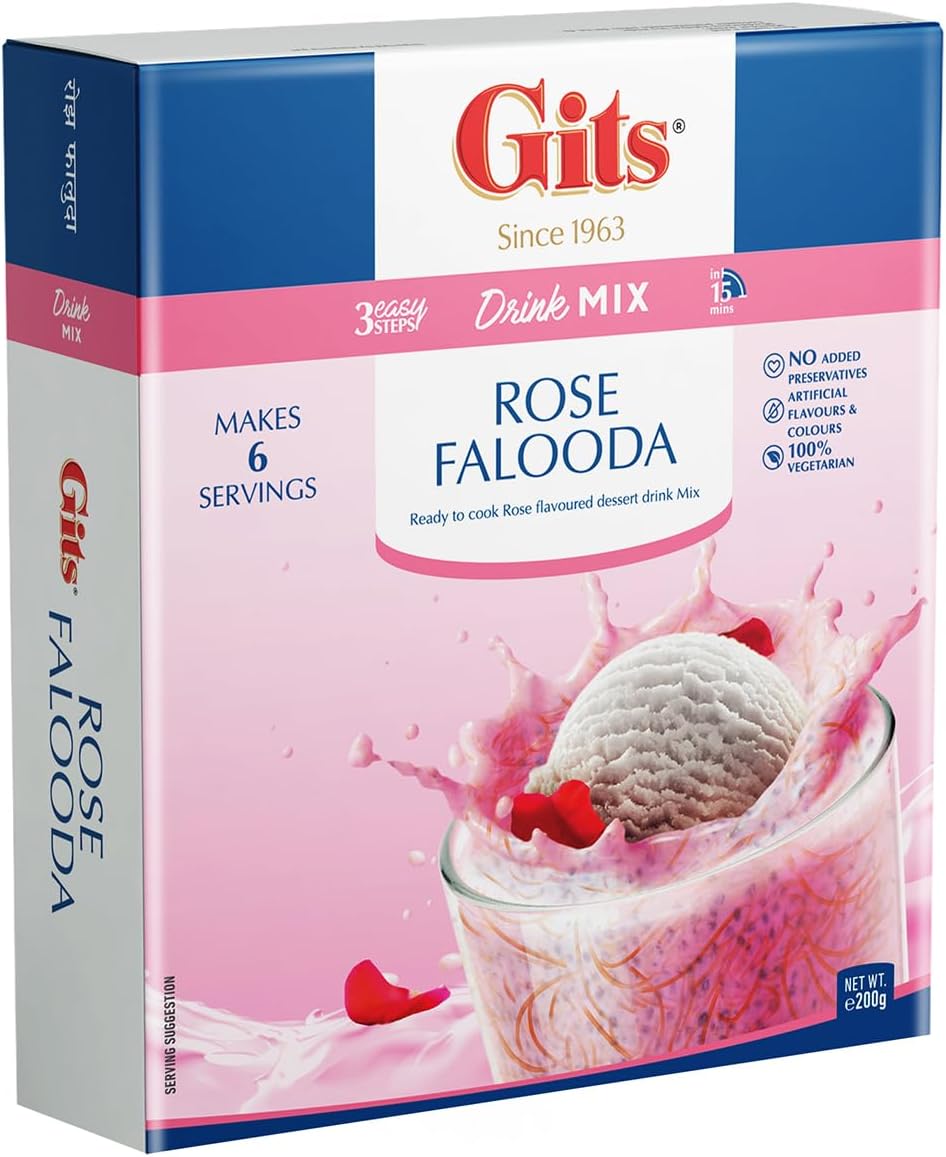 Gits®
Since 1963
3 easy
STEPS
Drink MIX
in
15
mins
MAKES
6
SERVINGS
ROSE
FALOODA
Ready to cook Rose flavoured dessert drink Mix
NO ADDED
PRESERVATIVES
ARTIFICIAL
FLAVOURS &
COLOURS
100%
VEGETARIAN
SERVING SUGGESTION
NET WT.
℮200g
रोझ फालुदा
Drink
MIX
Gits®
ROSE
FALOODA